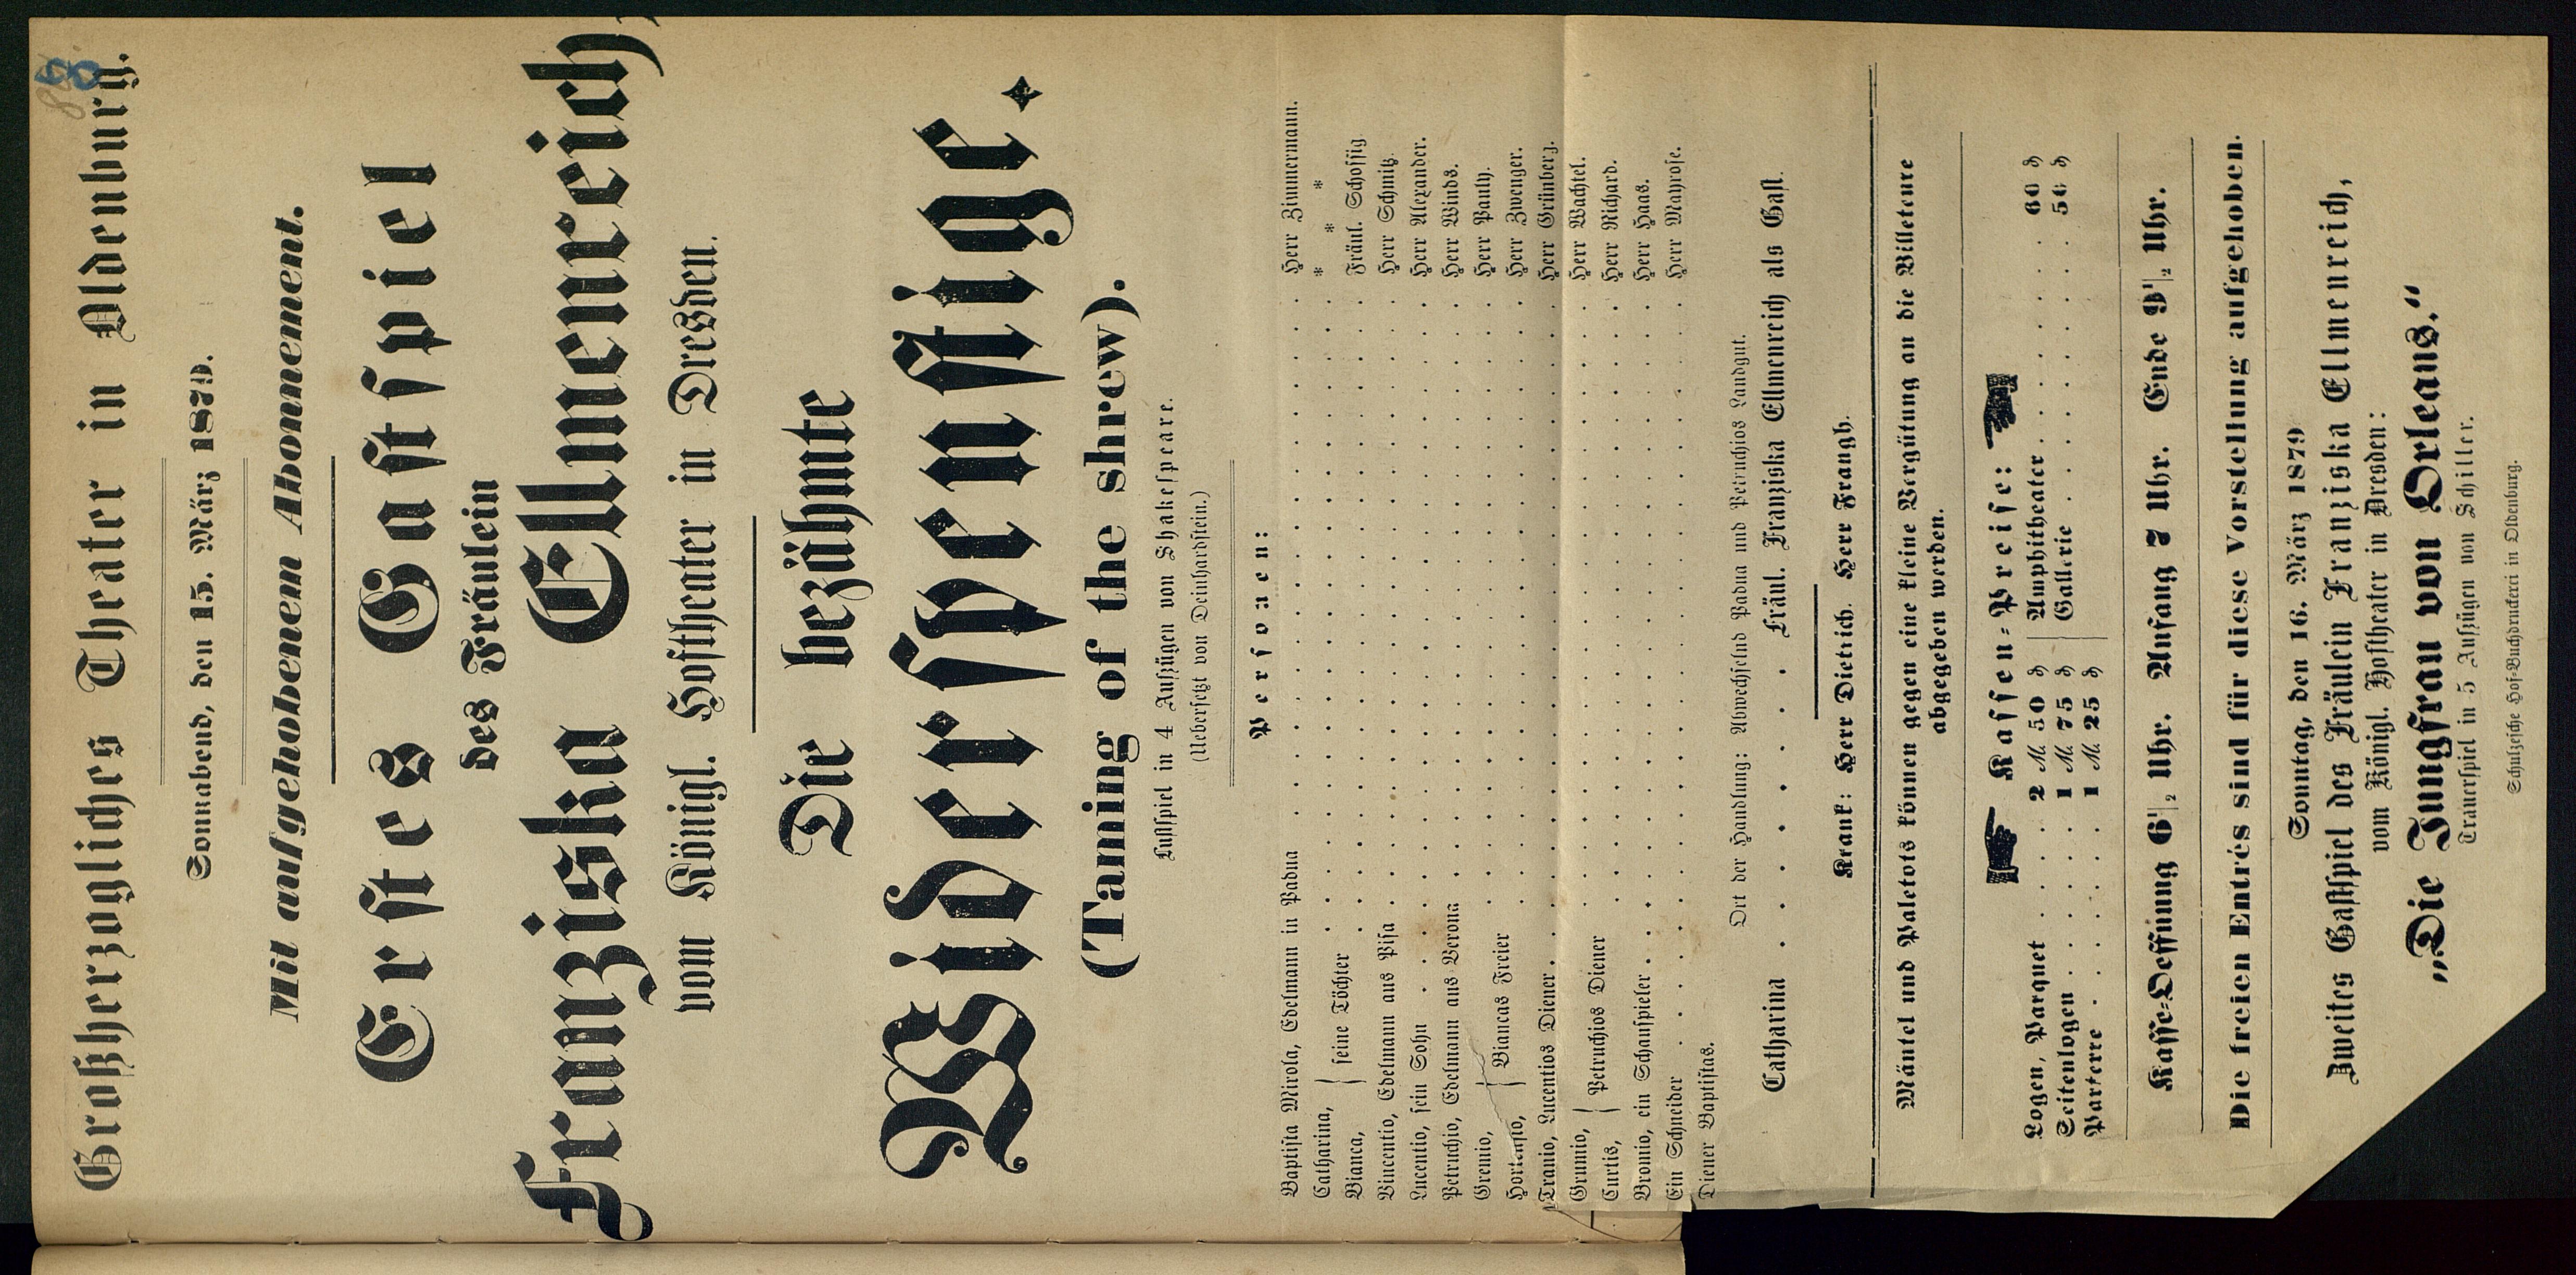 86.
8
Großherzogliches Theater in Oldenburg.
Sonnabend, den 15. März 1879.
Mit aufgehobenem Abonnement.
Erstes Gastspiel
des Fräulein
Franziska Ellmenreich,
vom Königl. Hoftheater in Dresden.
Die bezähmte
Widerspenstige.
(Taming of the shrew).
Lustspiel in 4 Aufzügen von Shakespeare.
(Uebersetzt von Deinhardstein.)
Personen:
Baptista Mirola, Edelmann in Padua . . . . Herr Zimmermann.
Catharina, } seine Töchter . . . . * * *
Bianca, . . . . Fräul. Schossig
Vincentio, Edelmann aus Pisa . . . . Herr Schmitz.
Lucentio, sein Sohn . . . . Herr Alexander.
Petruchio, Edelmann aus Verona . . . . Herr Winds.
Gremio, } Biancas Freier . . . . Herr Pauly.
Hortensio, . . . . Herr Zwenger.
Tranio, Lucentios Diener . . . . Herr Grünberg.
Grumio, } Petruchios Diener . . . . Herr Wachtel.
Curtis, . . . . Herr Richard.
Bromio, ein Schauspieler . . . . Herr Haas.
Ein Schneider . . . . Herr Mayrose.
Diener Baptistas.
Ort der Handlung: Abwechselnd Padua und Petruchios Landgut.
Catharina . . . . Fräul. Franziska Ellmenreich als Gast.
Krank: Herr Dietrich. Herr Frangh.
Mäntel und Paletots können gegen eine kleine Vergütung an die Billeteure
abgegeben werden.
Kassen-Preise:
Logen, Parquet . . . . 2 M. 50 ₰ | Amphitheater . . . . 60 ₰
Seitenlogen . . . . 1 M. 75 ₰ | Gallerie . . . . 50 ₰
Parterre . . . . 1 M. 25 ₰
Kasse-Oeffnung 6½ Uhr. Anfang 7 Uhr. Ende 9½ Uhr.
Die freien Entrés sind für diese Vorstellung aufgehoben.
Sonntag, den 16. März 1879
Zweites Gastspiel des Fräulein Franziska Ellmenreich,
vom Königl. Hoftheater in Dresden:
„Die Jungfrau von Orleans.“
Trauerspiel in 5 Aufzügen von Schiller.
Schulzesche Hof-Buchdruckerei in Oldenburg.